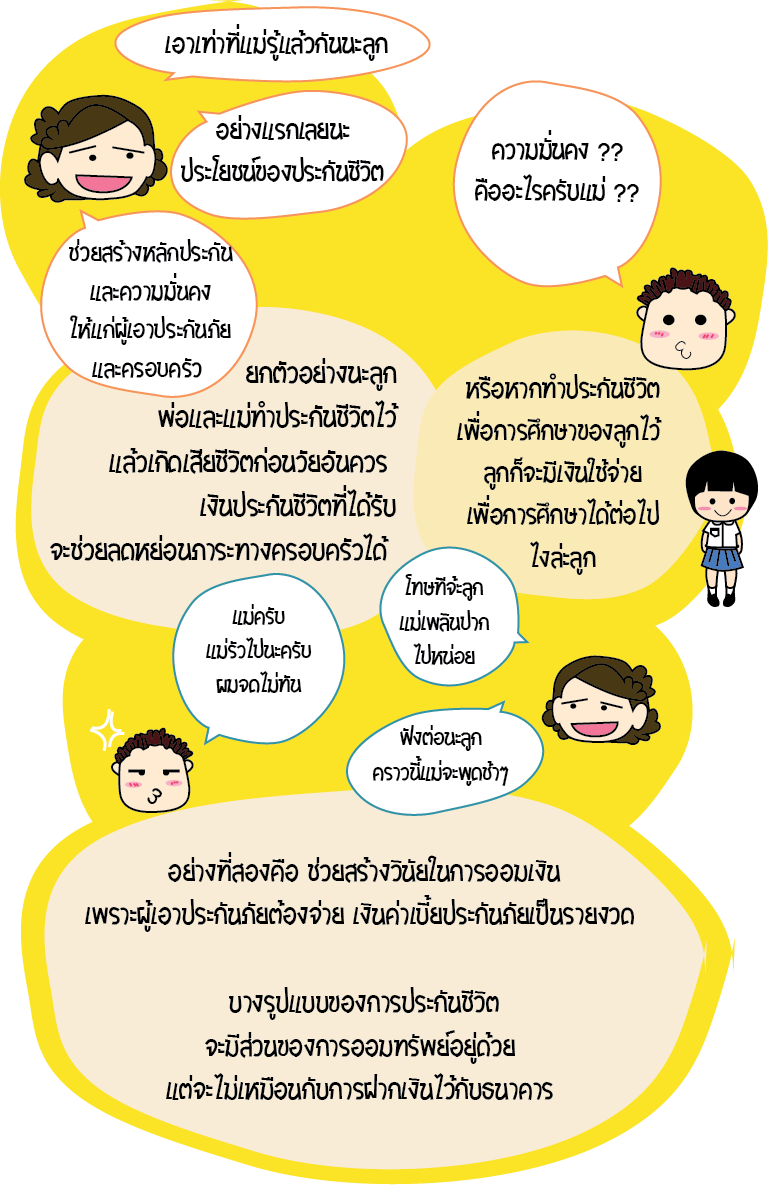 เอาเท่าที่แม่รู้แล้วกันนะลูก
อย่างแรกเลยนะ
ประโยชน์ของประกันชีวิต
ช่วยสร้างหลักประกัน
และความมั่นคง
ให้แก่ผู้เอาประกันภัย
และครอบครัว
ความมั่นคง ??
คืออะไรครับแม่ ??
ยกตัวอย่างนะลูก
พ่อและแม่ทำประกันชีวิตไว้
แล้วเกิดเสียชีวิตก่อนวัยอันควร
เงินประกันชีวิตที่ได้รับ
จะช่วยลดหย่อนภาระทางครอบครัวได้
หรือหากทำประกันชีวิต
เพื่อการศึกษาของลูกไว้
ลูกก็จะมีเงินใช้จ่าย
เพื่อการศึกษาได้ต่อไป
ไงล่ะลูก
แม่ครับ
แม่รัวไปนะครับ
ผมจดไม่ทัน
โทษทีจ้ะลูก
แม่เพลินปาก
ไปหน่อย
ฟังต่อนะลูก
คราวนี้แม่จะพูดช้าๆ
อย่างที่สองคือ ช่วยสร้างวินัยในการออมเงิน
เพราะผู้เอาประกันภัยต้องจ่าย เงินค่าเบี้ยประกันภัยเป็นรายงวด
บางรูปแบบของการประกันชีวิต
จะมีส่วนของการออมทรัพย์อยู่ด้วย
แต่จะไม่เหมือนกับการฝากเงินไว้กับธนาคาร